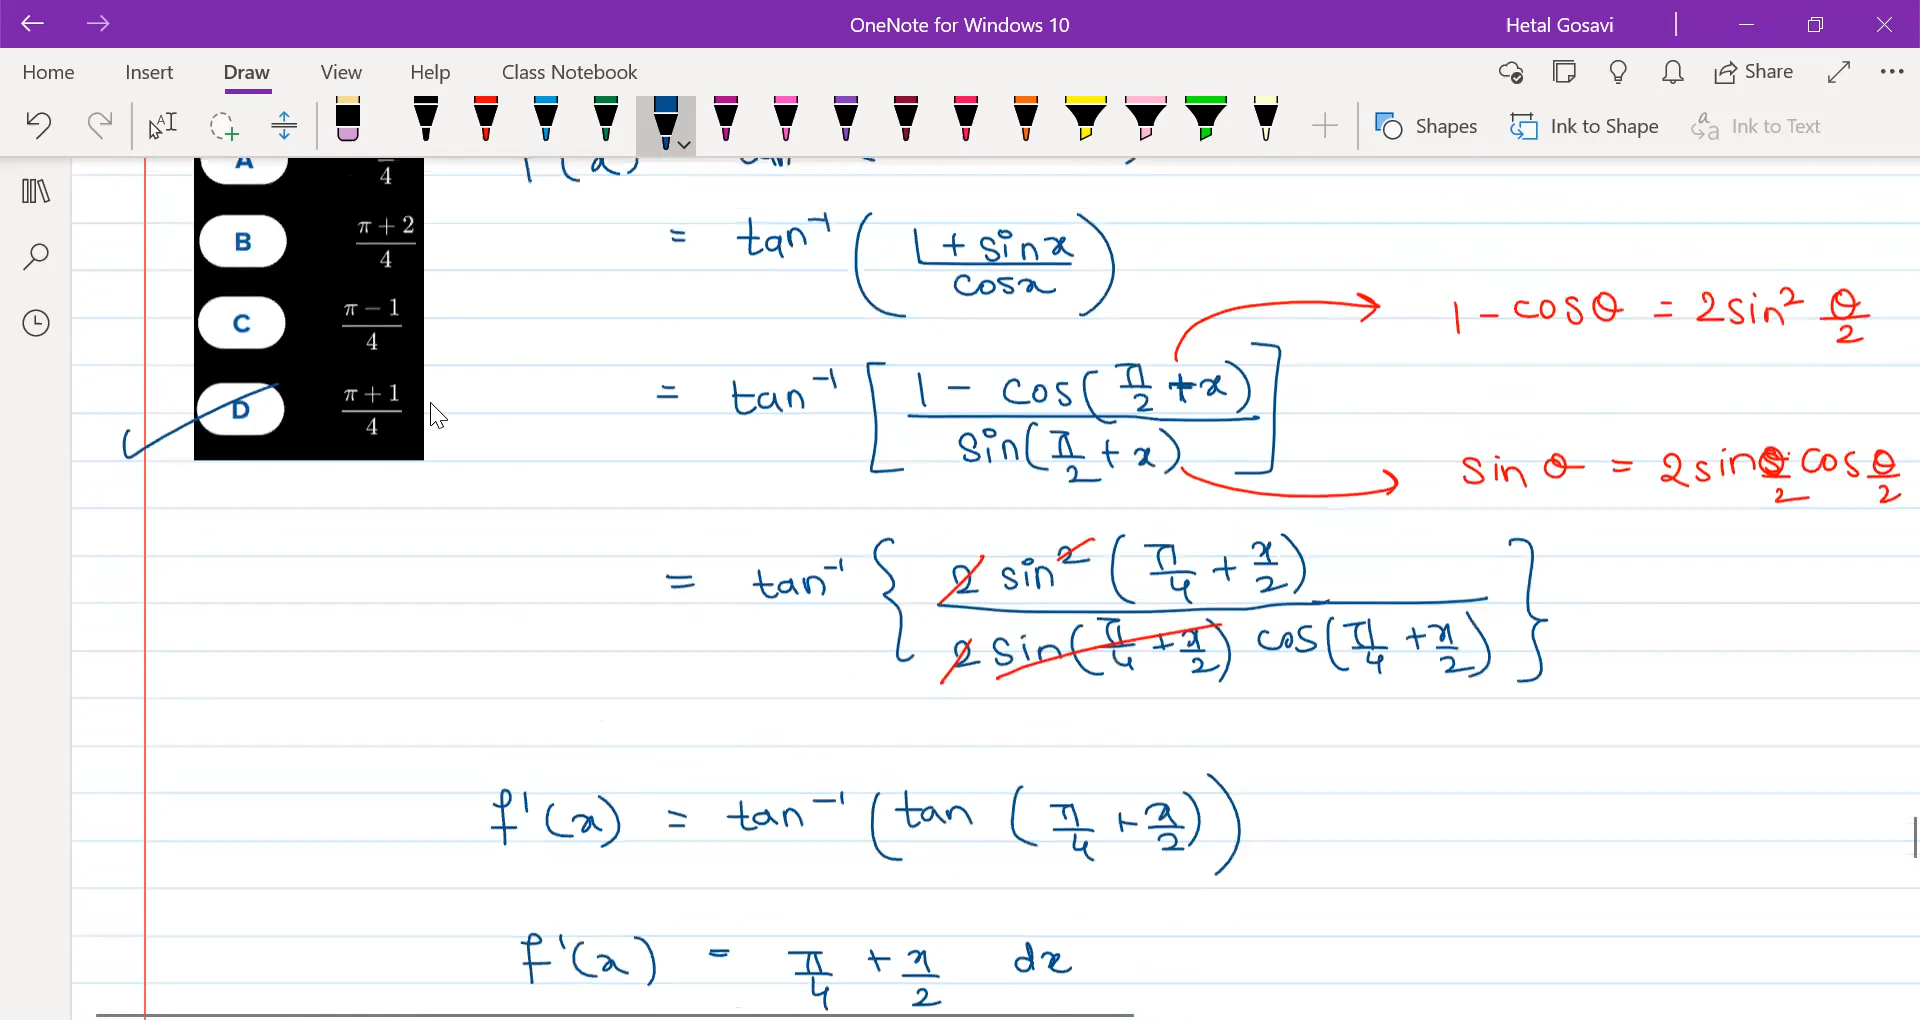 OneNote for Windows 10
Hetal Gosavi
Home Insert Draw View Help Class Notebook
Share
Shapes Ink to Shape Ink to Text
A 4
f'(x) tan
B π + 2 / 4
= tan⁻¹ ( 1 + sin x / cos x )
C π − 1 / 4
1 − cos θ = 2 sin² θ/2
D π + 1 / 4
= tan⁻¹ [ 1 − cos( π/2 + x ) / sin( π/2 + x ) ]
sin θ = 2 sin θ/2 cos θ/2
= tan⁻¹ { 2 sin² ( π/4 + x/2 ) / 2 sin( π/4 + x/2 ) cos( π/4 + x/2 ) }
f'(x) = tan⁻¹ ( tan ( π/4 + x/2 ) )
f'(x) = π/4 + x/2 dx